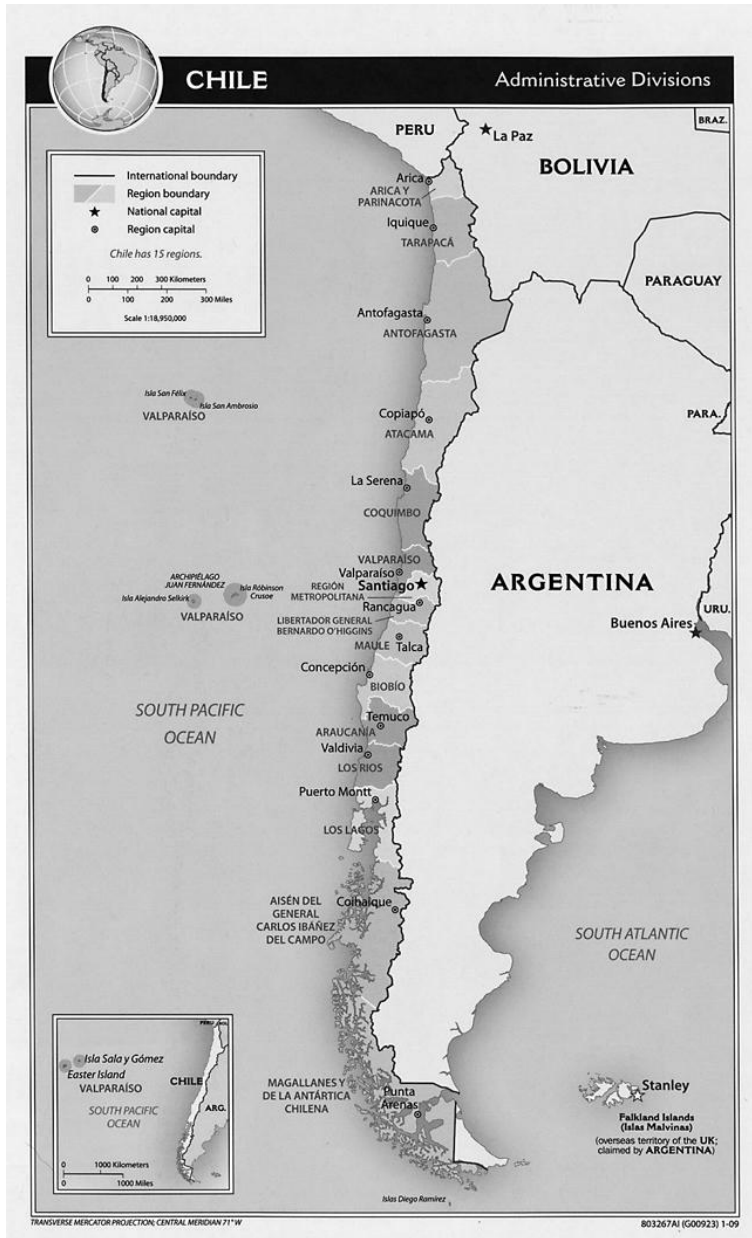 CHILE
Administrative Divisions
International boundary
Region boundary
National capital
Region capital
Chile has 15 regions.
0 100 200 300 Kilometers
0 100 200 300 Miles
Scale 1:18,950,000
PERU
La Paz
BRAZ.
BOLIVIA
Arica
ARICA Y
PARINACOTA
Iquique
TARAPACÁ
PARAGUAY
Antofagasta
ANTOFAGASTA
Isla San Félix
Isla San Ambrosio
VALPARAÍSO
Copiapó
ATACAMA
PARA.
La Serena
COQUIMBO
VALPARAÍSO
Valparaíso
Santiago
REGIÓN
METROPOLITANA
ARGENTINA
ARCHIPIÉLAGO
JUAN FERNÁNDEZ
Isla Róbinson
Crusoe
Isla Alejandro Selkirk
VALPARAÍSO
Rancagua
LIBERTADOR GENERAL
BERNARDO O'HIGGINS
URU.
Buenos Aires
MAULE
Talca
Concepción
BIOBÍO
SOUTH PACIFIC
OCEAN
Temuco
ARAUCANÍA
Valdivia
LOS RIOS
Puerto Montt
LOS LAGOS
AISÉN DEL
GENERAL
CARLOS IBÁÑEZ
DEL CAMPO
Coihaique
SOUTH ATLANTIC
OCEAN
PERU
BOL.
Isla Sala y Gómez
Easter Island
VALPARAÍSO
CHILE
SOUTH PACIFIC
OCEAN
ARG.
0 1000 Kilometers
0 1000 Miles
MAGALLANES Y
DE LA ANTÁRTICA
CHILENA
Punta
Arenas
Stanley
Falkland Islands
(Islas Malvinas)
(overseas territory of the UK;
claimed by ARGENTINA)
Islas Diego Ramírez
TRANSVERSE MERCATOR PROJECTION; CENTRAL MERIDIAN 71° W
803267AI (G00923) 1-09